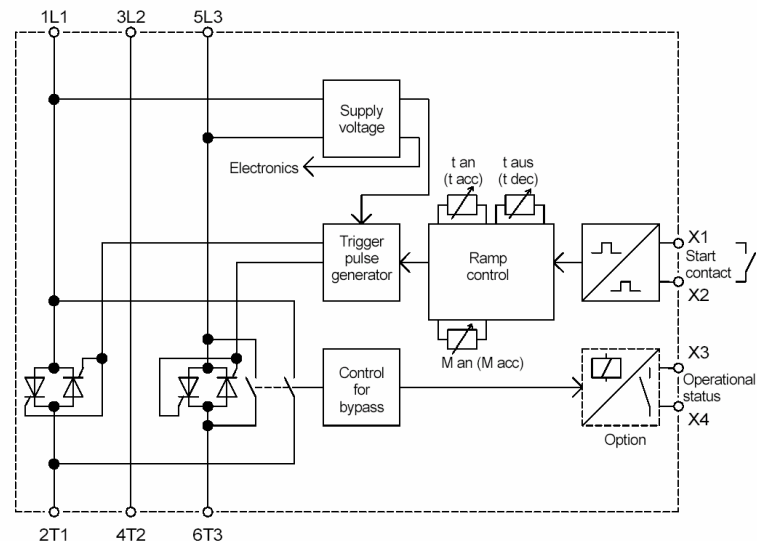 1L1 3L2 5L3
Supply
voltage
Electronics
t an
(t acc)
t aus
(t dec)
Trigger
pulse
generator
Ramp
control
X1
Start
contact
X2
M an (M acc)
Control
for
bypass
X3
Operational
status
X4
Option
2T1 4T2 6T3